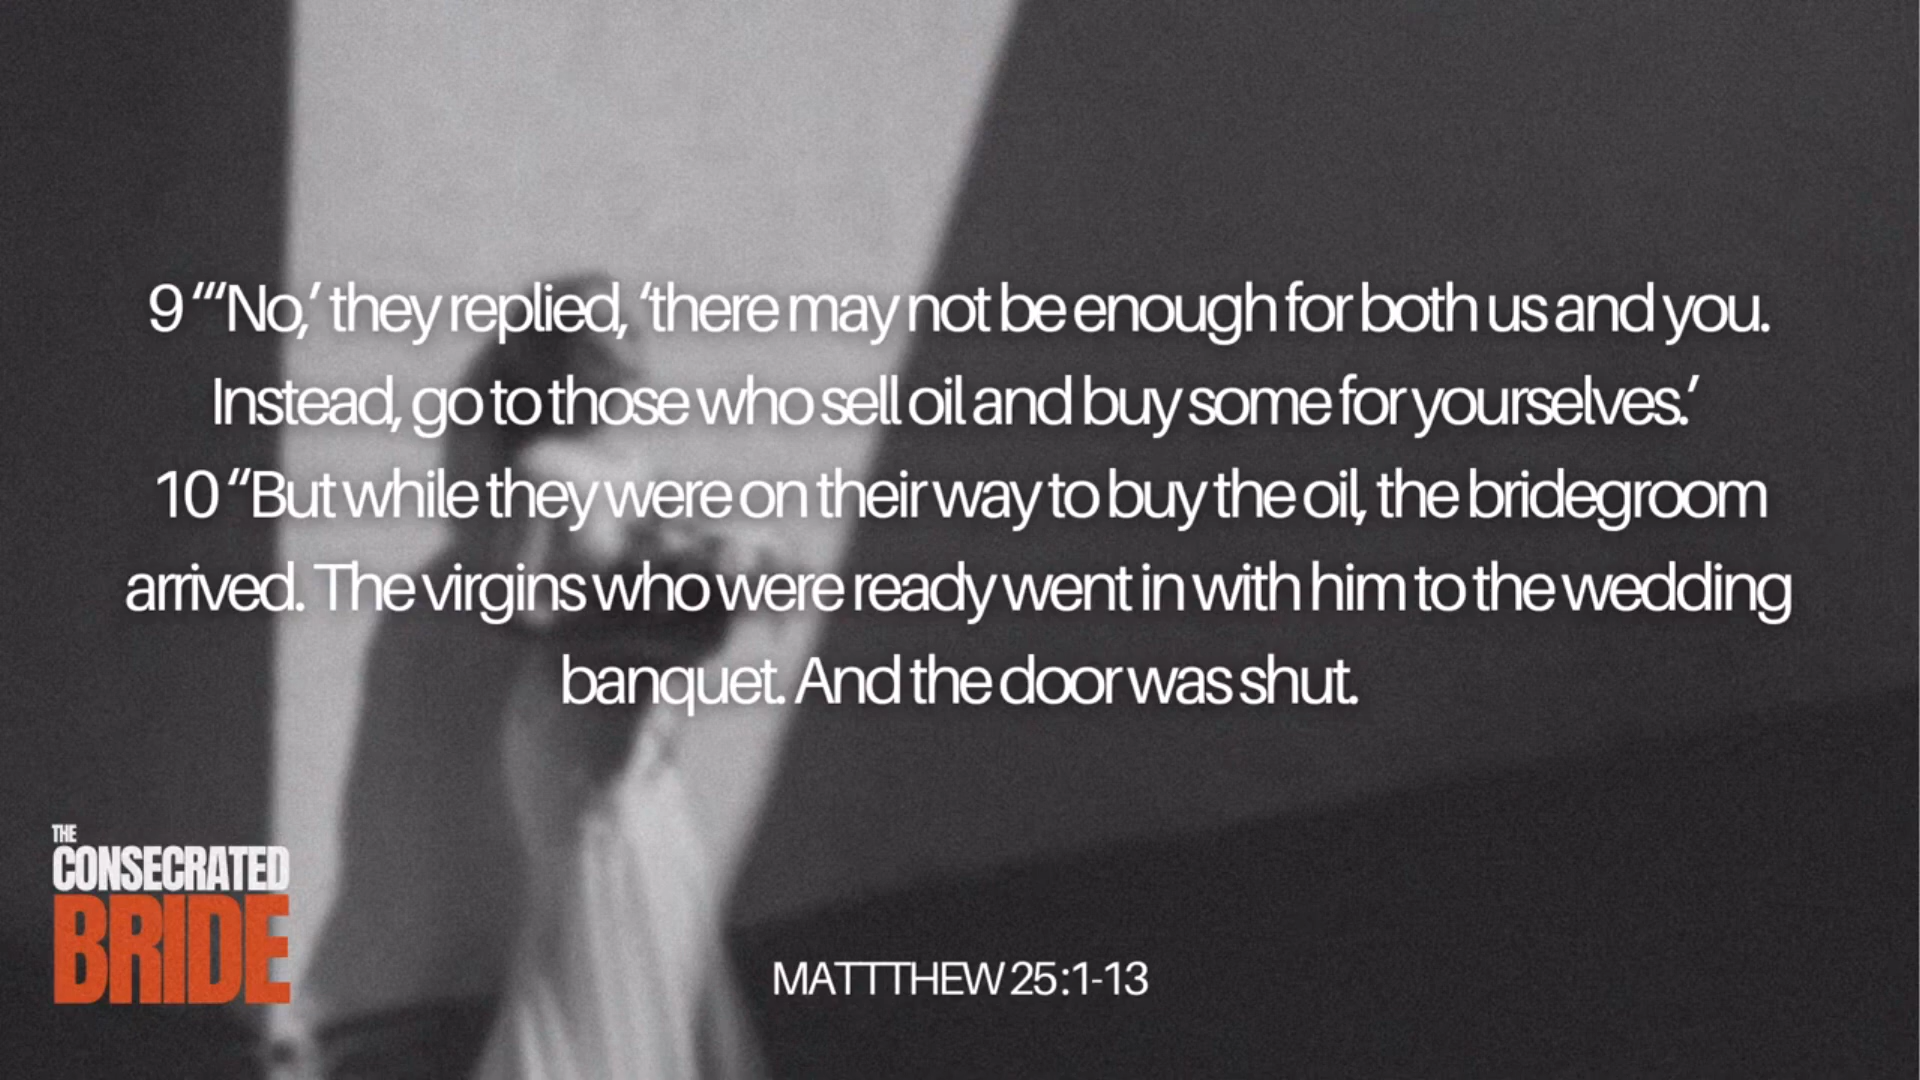 9 “‘No,’ they replied, ‘there may not be enough for both us and you.
Instead, go to those who sell oil and buy some for yourselves.’
10 “But while they were on their way to buy the oil, the bridegroom
arrived. The virgins who were ready went in with him to the wedding
banquet. And the door was shut.
THE
CONSECRATED
BRIDE
MATTTHEW 25:1-13